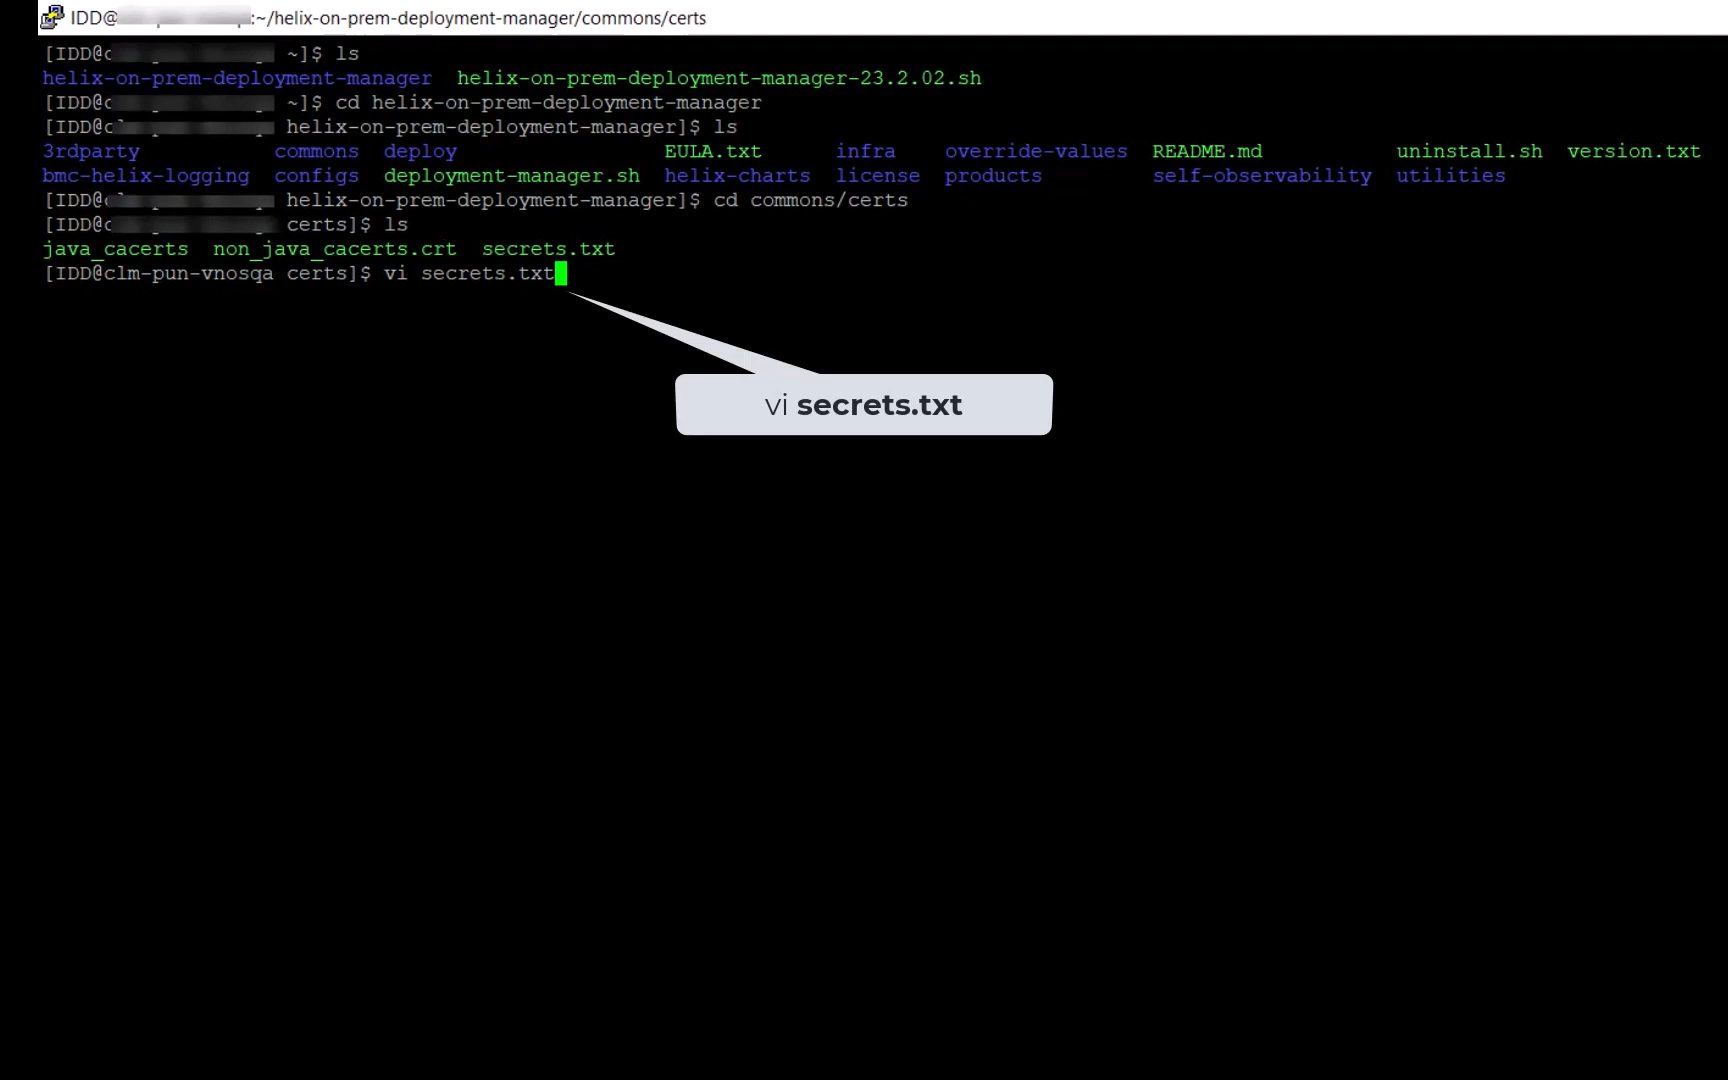 IDD@ :~/helix-on-prem-deployment-manager/commons/certs
[IDD@c ~]$ ls
helix-on-prem-deployment-manager helix-on-prem-deployment-manager-23.2.02.sh
[IDD@c ~]$ cd helix-on-prem-deployment-manager
[IDD@c helix-on-prem-deployment-manager]$ ls
3rdparty commons deploy EULA.txt infra override-values README.md uninstall.sh version.txt
bmc-helix-logging configs deployment-manager.sh helix-charts license products self-observability utilities
[IDD@c helix-on-prem-deployment-manager]$ cd commons/certs
[IDD@c certs]$ ls
java_cacerts non_java_cacerts.crt secrets.txt
[IDD@clm-pun-vnosqa certs]$ vi secrets.txt
vi secrets.txt